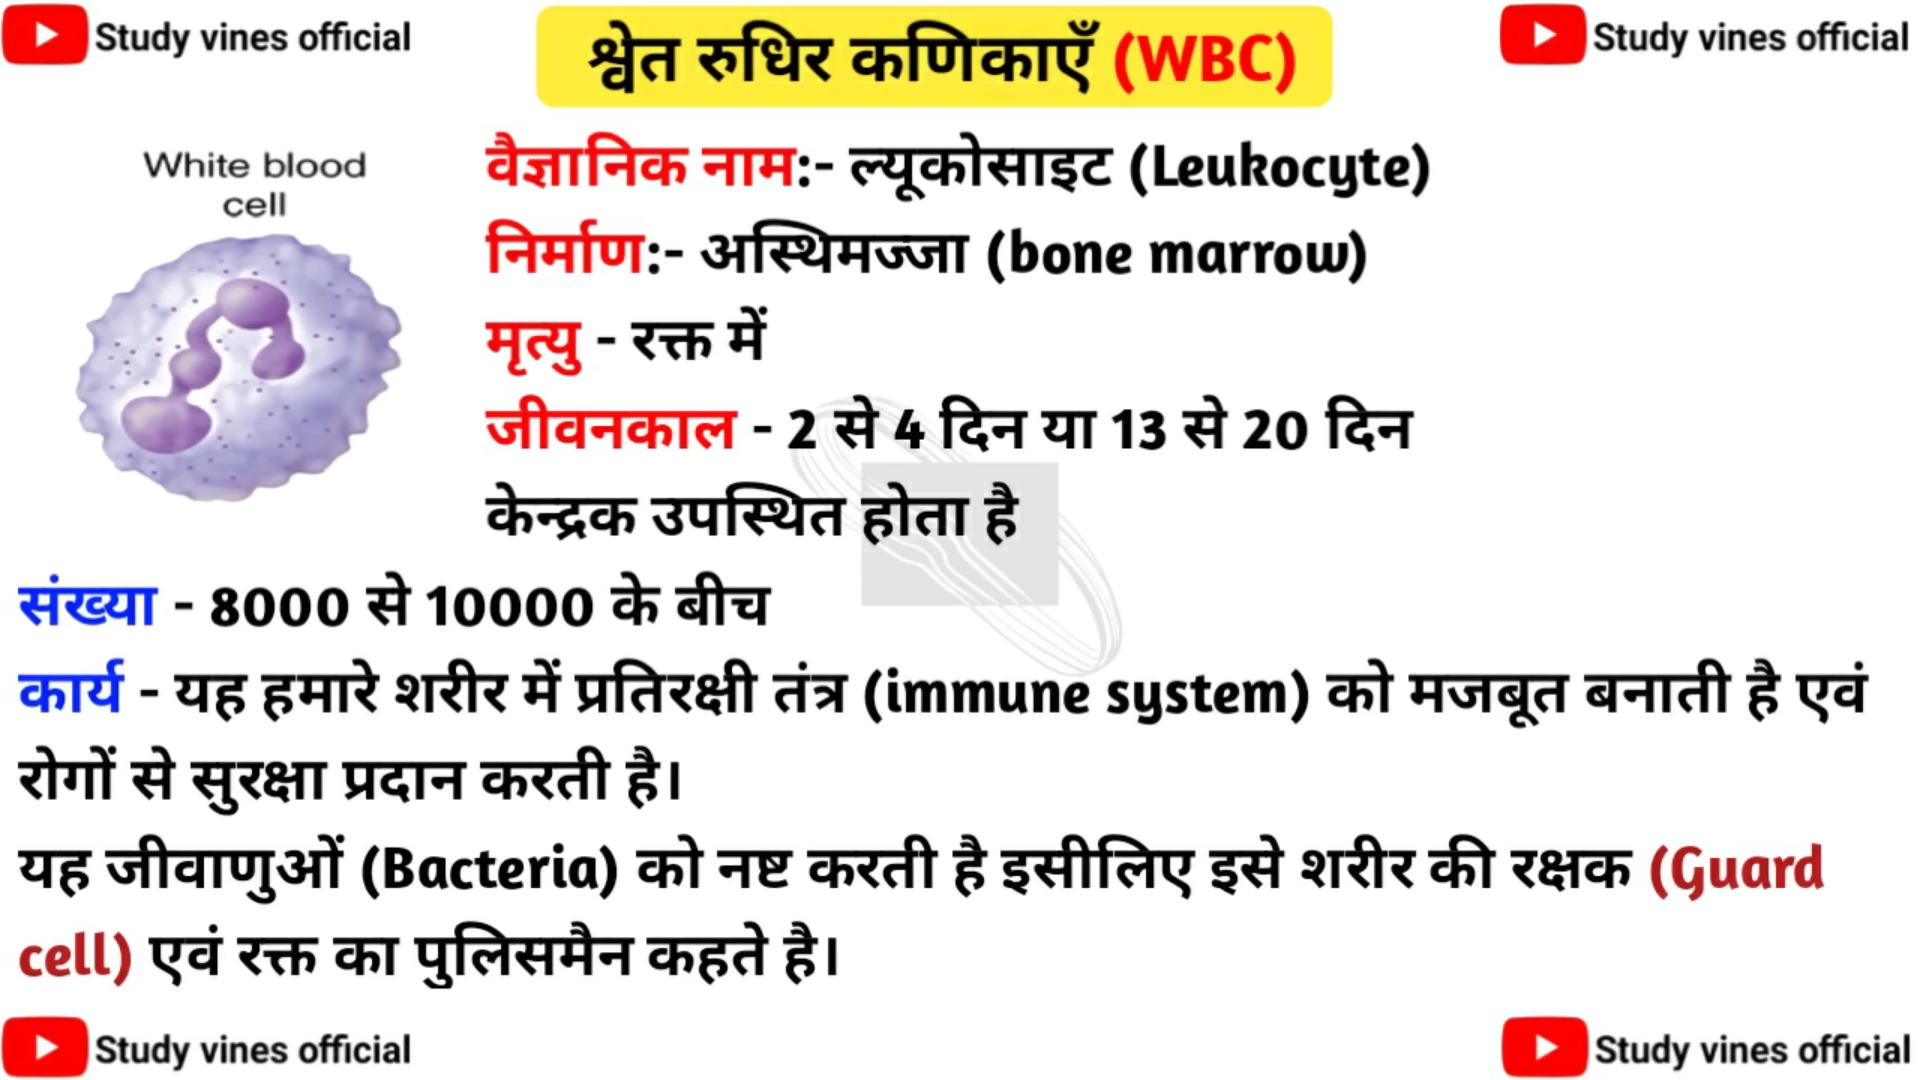 Study vines official
श्वेत रुधिर कणिकाएँ (WBC)
Study vines official
White blood
cell
वैज्ञानिक नाम:- ल्यूकोसाइट (Leukocyte)
निर्माण:- अस्थिमज्जा (bone marrow)
मृत्यु - रक्त में
जीवनकाल - 2 से 4 दिन या 13 से 20 दिन
केन्द्रक उपस्थित होता है
संख्या - 8000 से 10000 के बीच
कार्य - यह हमारे शरीर में प्रतिरक्षी तंत्र (immune system) को मजबूत बनाती है एवं
रोगों से सुरक्षा प्रदान करती है।
यह जीवाणुओं (Bacteria) को नष्ट करती है इसीलिए इसे शरीर की रक्षक (Guard
cell) एवं रक्त का पुलिसमैन कहते है।
Study vines official
Study vines official